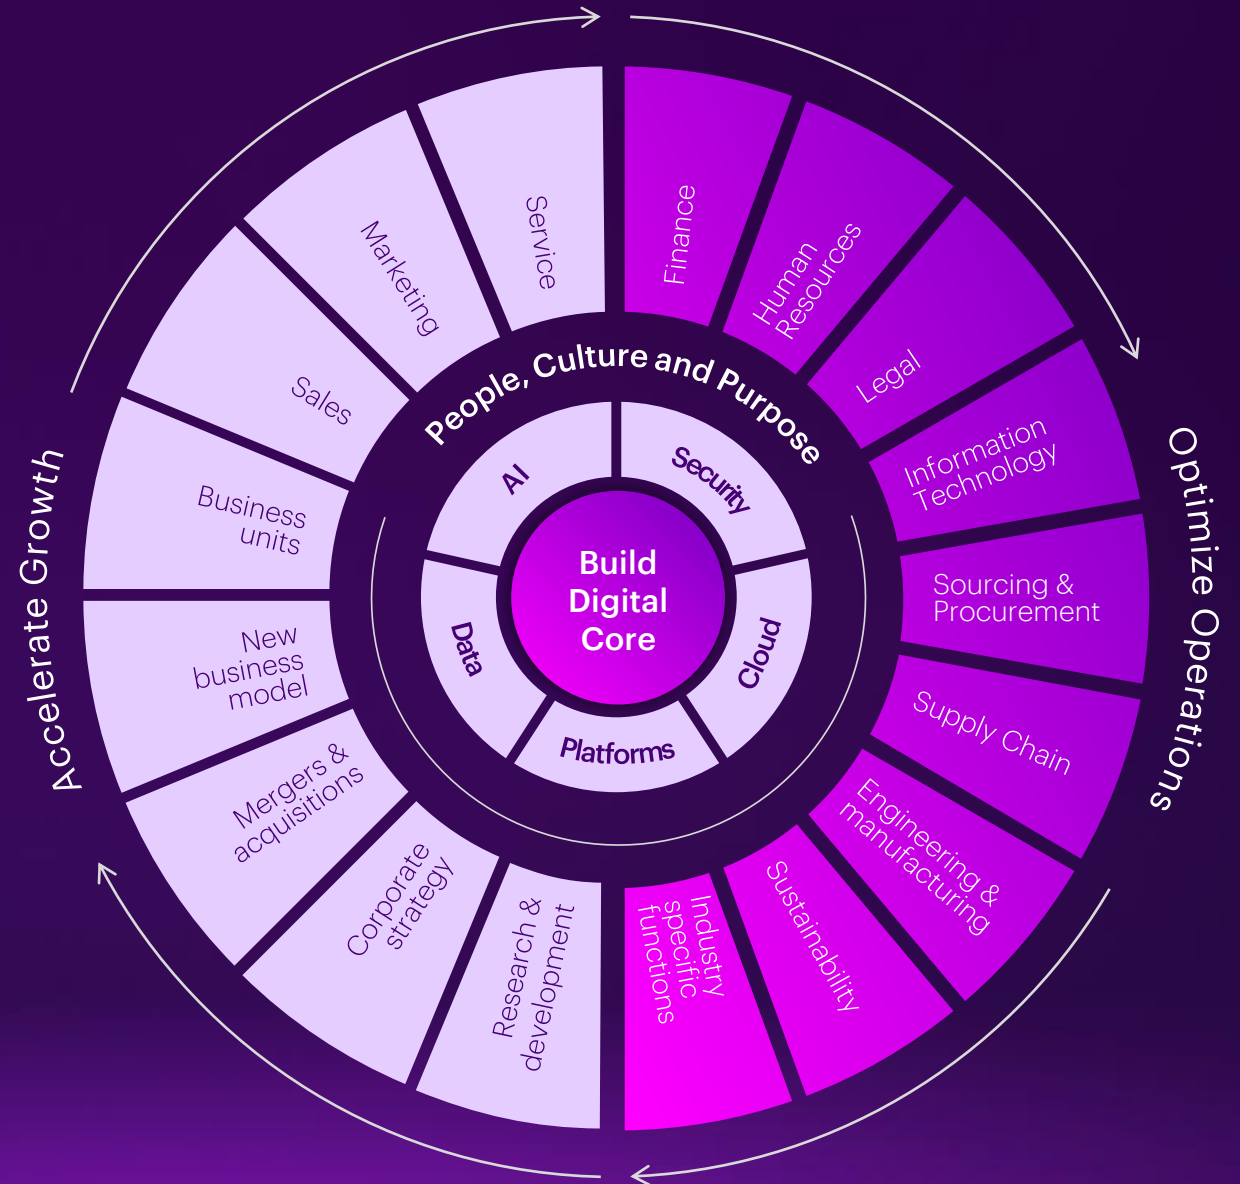 Accelerate Growth
Optimize Operations
Service
Marketing
Sales
Business
units
New
business
model
Mergers &
acquisitions
Corporate
strategy
Research &
development
Finance
Human
Resources
Legal
Information
Technology
Sourcing &
Procurement
Supply Chain
Engineering &
manufacturing
Sustainability
Industry
specific
functions
People, Culture and Purpose
AI
Security
Cloud
Platforms
Data
Build
Digital
Core